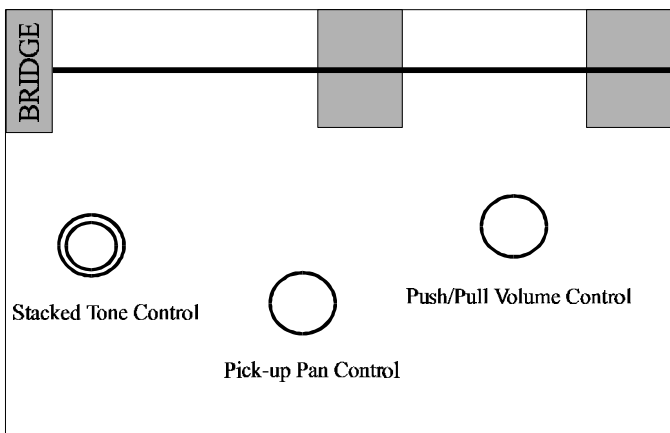 BRIDGE
Push/Pull Volume Control
Stacked Tone Control
Pick-up Pan Control